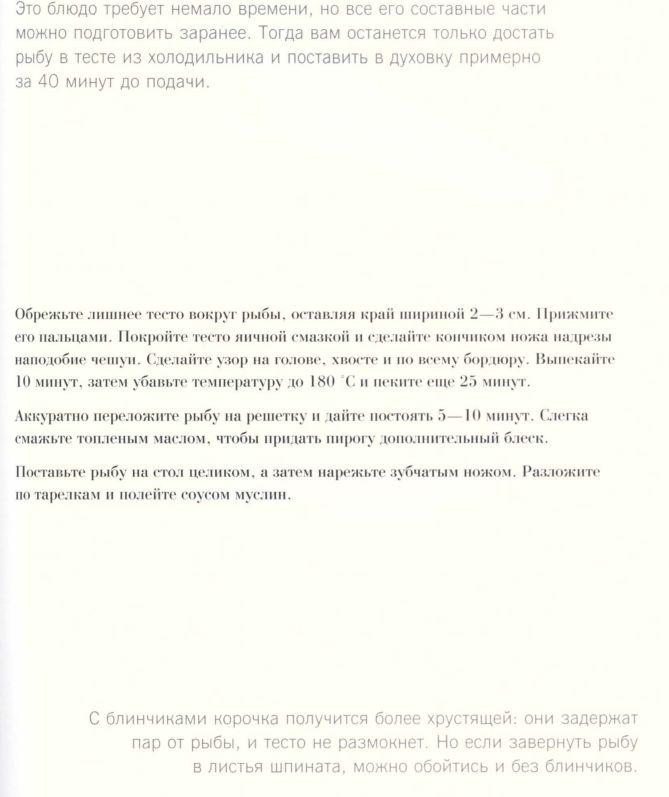 Это блюдо требует немало времени, но все его составные части
можно подготовить заранее. Тогда вам останется только достать
рыбу в тесте из холодильника и поставить в духовку примерно
за 40 минут до подачи.
Обрежьте лишнее тесто вокруг рыбы, оставляя край шириной 2—3 см. Прижмите
его пальцами. Покройте тесто яичной смазкой и сделайте кончиком ножа надрезы
наподобие чешуи. Сделайте узор на голове, хвосте и по всему бордюру. Выпекайте
10 минут, затем убавьте температуру до 180 °C и пеките еще 25 минут.
Аккуратно переложите рыбу на решетку и дайте постоять 5—10 минут. Слегка
смажьте топленым маслом, чтобы придать пирогу дополнительный блеск.
Поставьте рыбу на стол целиком, а затем нарежьте зубчатым ножом. Разложите
по тарелкам и полейте соусом муслин.
С блинчиками корочка получится более хрустящей: они задержат
пар от рыбы, и тесто не размокнет. Но если завернуть рыбу
в листья шпината, можно обойтись и без блинчиков.